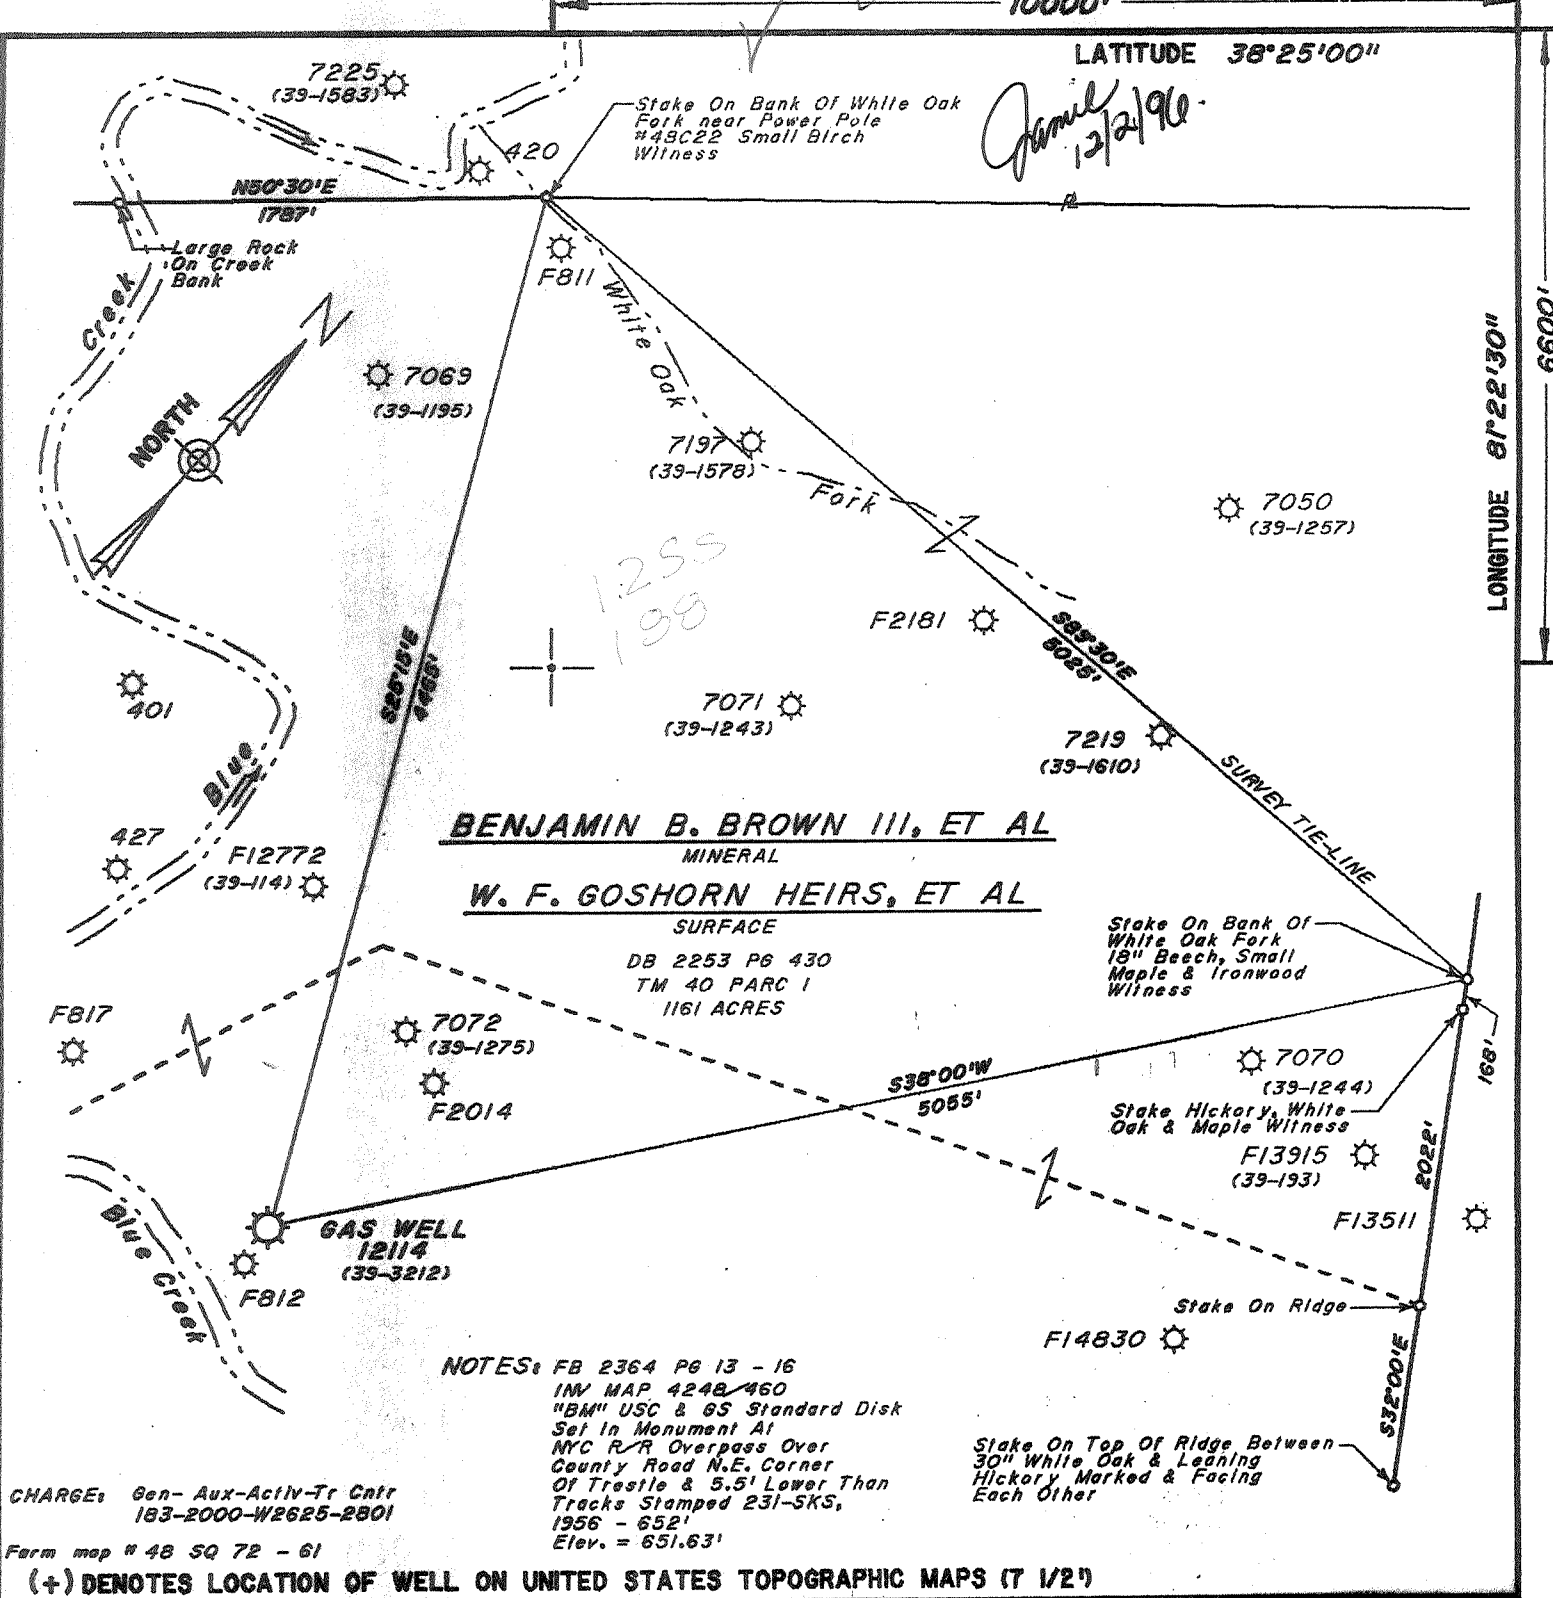 10000'
LATITUDE 38°25'00"
Jamie
12/2/96
7225
(39-1583)
Stake On Bank Of White Oak
Fork near Power Pole
#48C22 Small Birch
Witness
420
N50°30'E
1787'
Large Rock
On Creek
Bank
F811
Creek
White Oak
N
NORTH
7069
(39-1195)
7197
(39-1578)
Fork
7050
(39-1257)
LONGITUDE 81°22'30"
6600'
1255
188
F2181
S89°30'E
5025'
S25°15'E
4465'
401
7071
(39-1243)
7219
(39-1610)
Blue
SURVEY TIE-LINE
427
F12772
(39-114)
BENJAMIN B. BROWN III, ET AL
MINERAL
W. F. GOSHORN HEIRS, ET AL
SURFACE
DB 2253 PG 430
TM 40 PARC 1
1161 ACRES
Stake On Bank Of
White Oak Fork
18" Beech, Small
Maple & Ironwood
Witness
F817
7072
(39-1275)
F2014
S38°00'W
5055'
7070
(39-1244)
168'
Stake Hickory, White
Oak & Maple Witness
F13915
(39-193)
2022'
F13511
Blue Creek
GAS WELL
12114
(39-3212)
F812
Stake On Ridge
F14830
S32°00'E
NOTES: FB 2364 PG 13 - 16
INV MAP 4248/460
"BM" USC & GS Standard Disk
Set In Monument At
NYC R/R Overpass Over
County Road N.E. Corner
Of Trestle & 5.5' Lower Than
Tracks Stamped 231-SKS,
1956 - 652'
Elev. = 651.63'
Stake On Top Of Ridge Between
30" White Oak & Leaning
Hickory Marked & Facing
Each Other
CHARGE: Gen- Aux-Activ-Tr Cntr
183-2000-W2625-2801
Farm map # 48 SQ 72 - 61
(+) DENOTES LOCATION OF WELL ON UNITED STATES TOPOGRAPHIC MAPS (7 1/2')